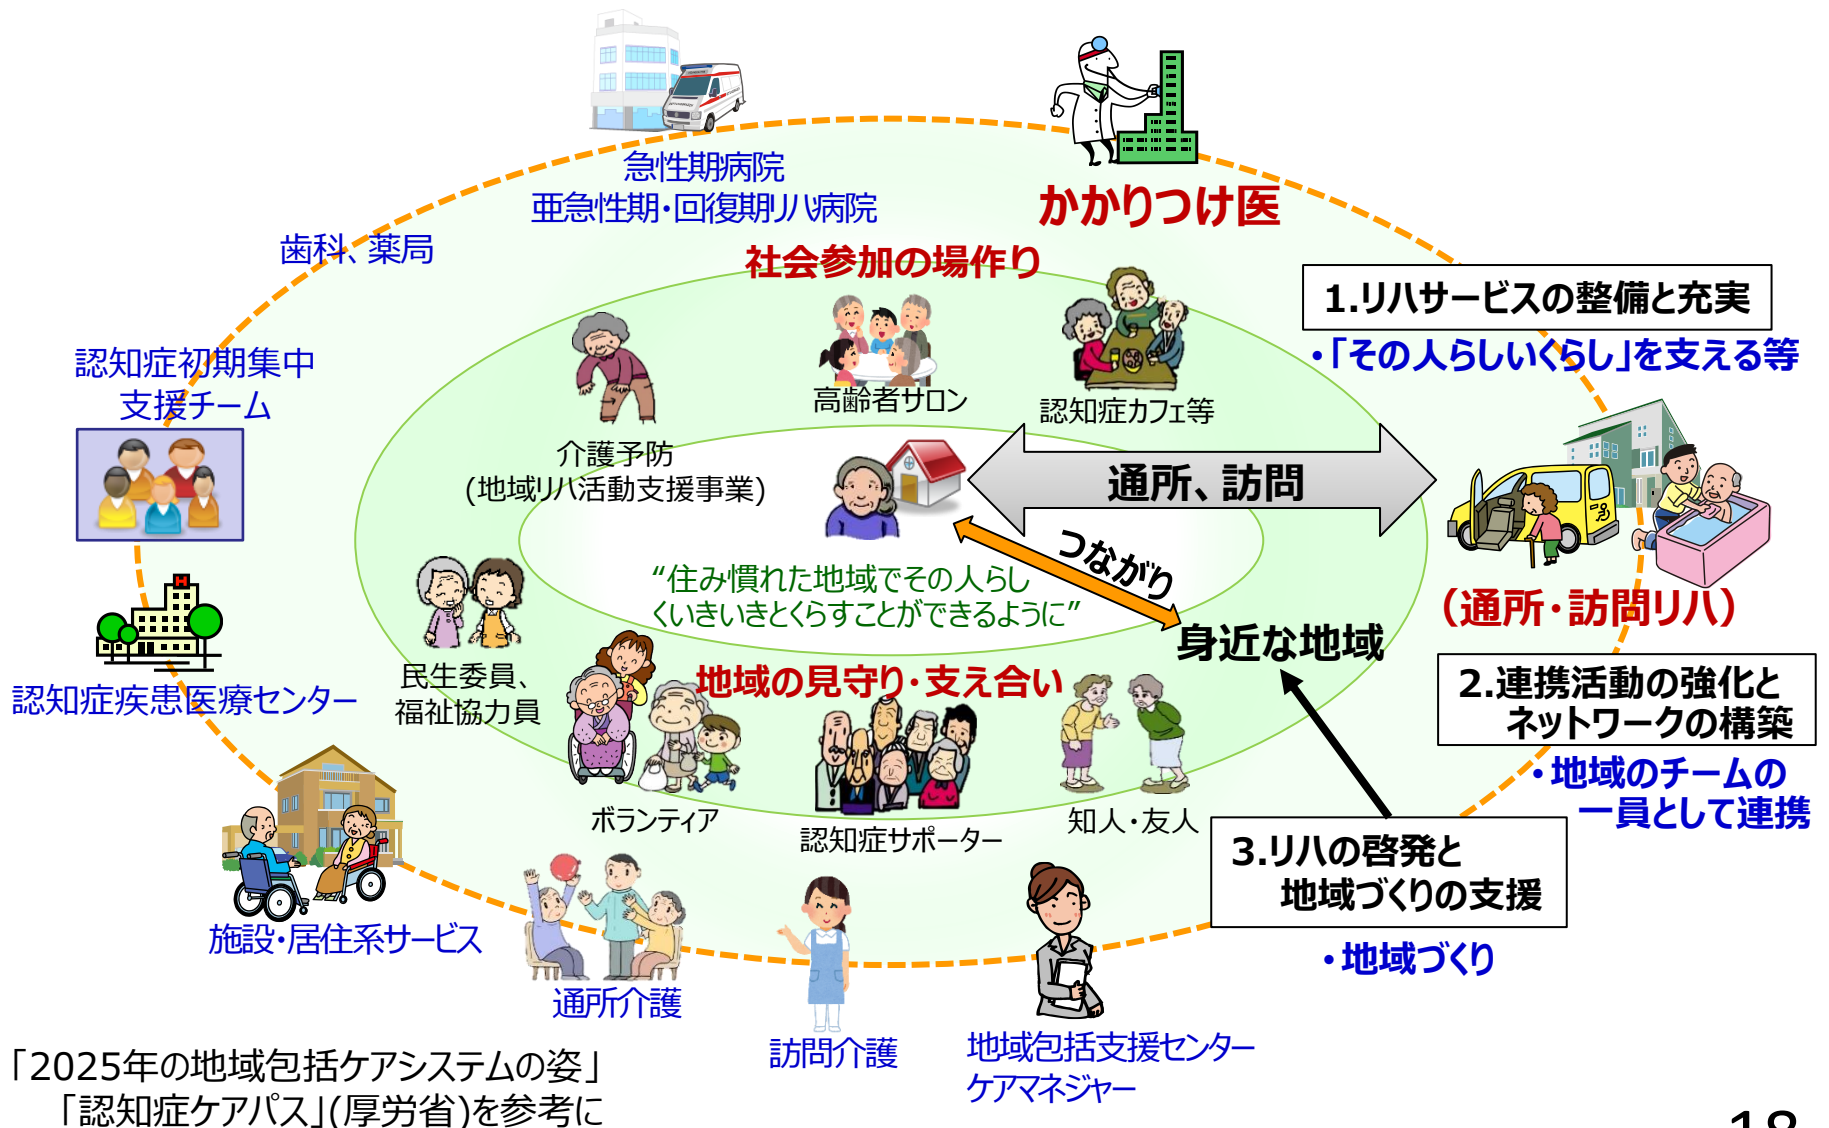 急性期病院
亜急性期・回復期リハ病院
かかりつけ医
歯科、薬局
社会参加の場作り
1.リハサービスの整備と充実
・「その人らしいくらし」を支える等
認知症初期集中
支援チーム
高齢者サロン
認知症カフェ等
介護予防
(地域リハ活動支援事業)
通所、訪問
つながり
“住み慣れた地域でその人らし
くいきいきとくらすことができるように”
(通所・訪問リハ)
身近な地域
民生委員、
福祉協力員
地域の見守り・支え合い
2.連携活動の強化と
ネットワークの構築
・地域のチームの
一員として連携
認知症疾患医療センター
ボランティア
認知症サポーター
知人・友人
3.リハの啓発と
地域づくりの支援
・地域づくり
施設・居住系サービス
通所介護
訪問介護
地域包括支援センター
ケアマネジャー
「2025年の地域包括ケアシステムの姿」
「認知症ケアパス」(厚労省)を参考に
18